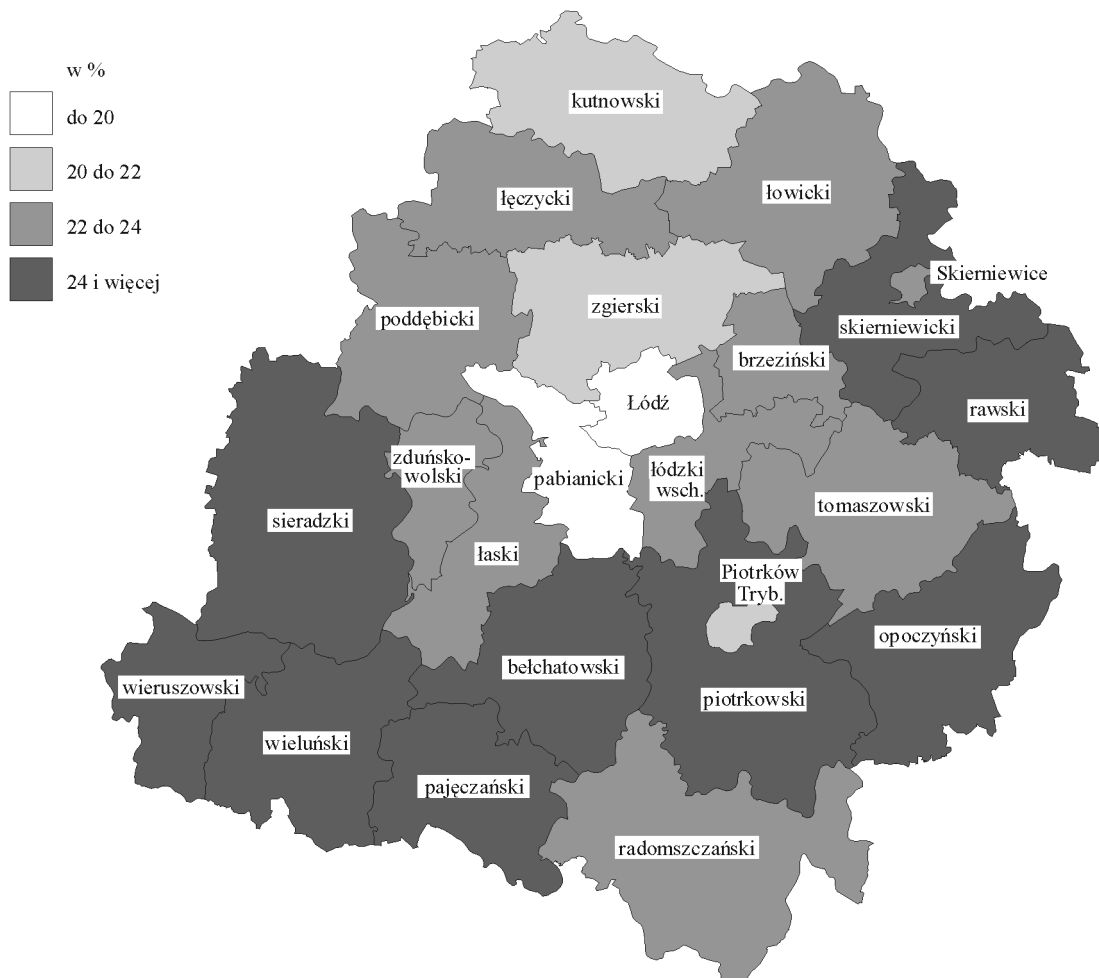 w %
do 20
20 do 22
22 do 24
24 i więcej
kutnowski
łęczycki
łowicki
Skierniewice
skierniewicki
zgierski
poddębicki
brzeziński
rawski
Łódź
zduńsko-
wolski
pabianicki
łódzki
wsch.
tomaszowski
sieradzki
łaski
Piotrków
Tryb.
opoczyński
bełchatowski
wieruszowski
piotrkowski
wieluński
pajęczański
radomszczański